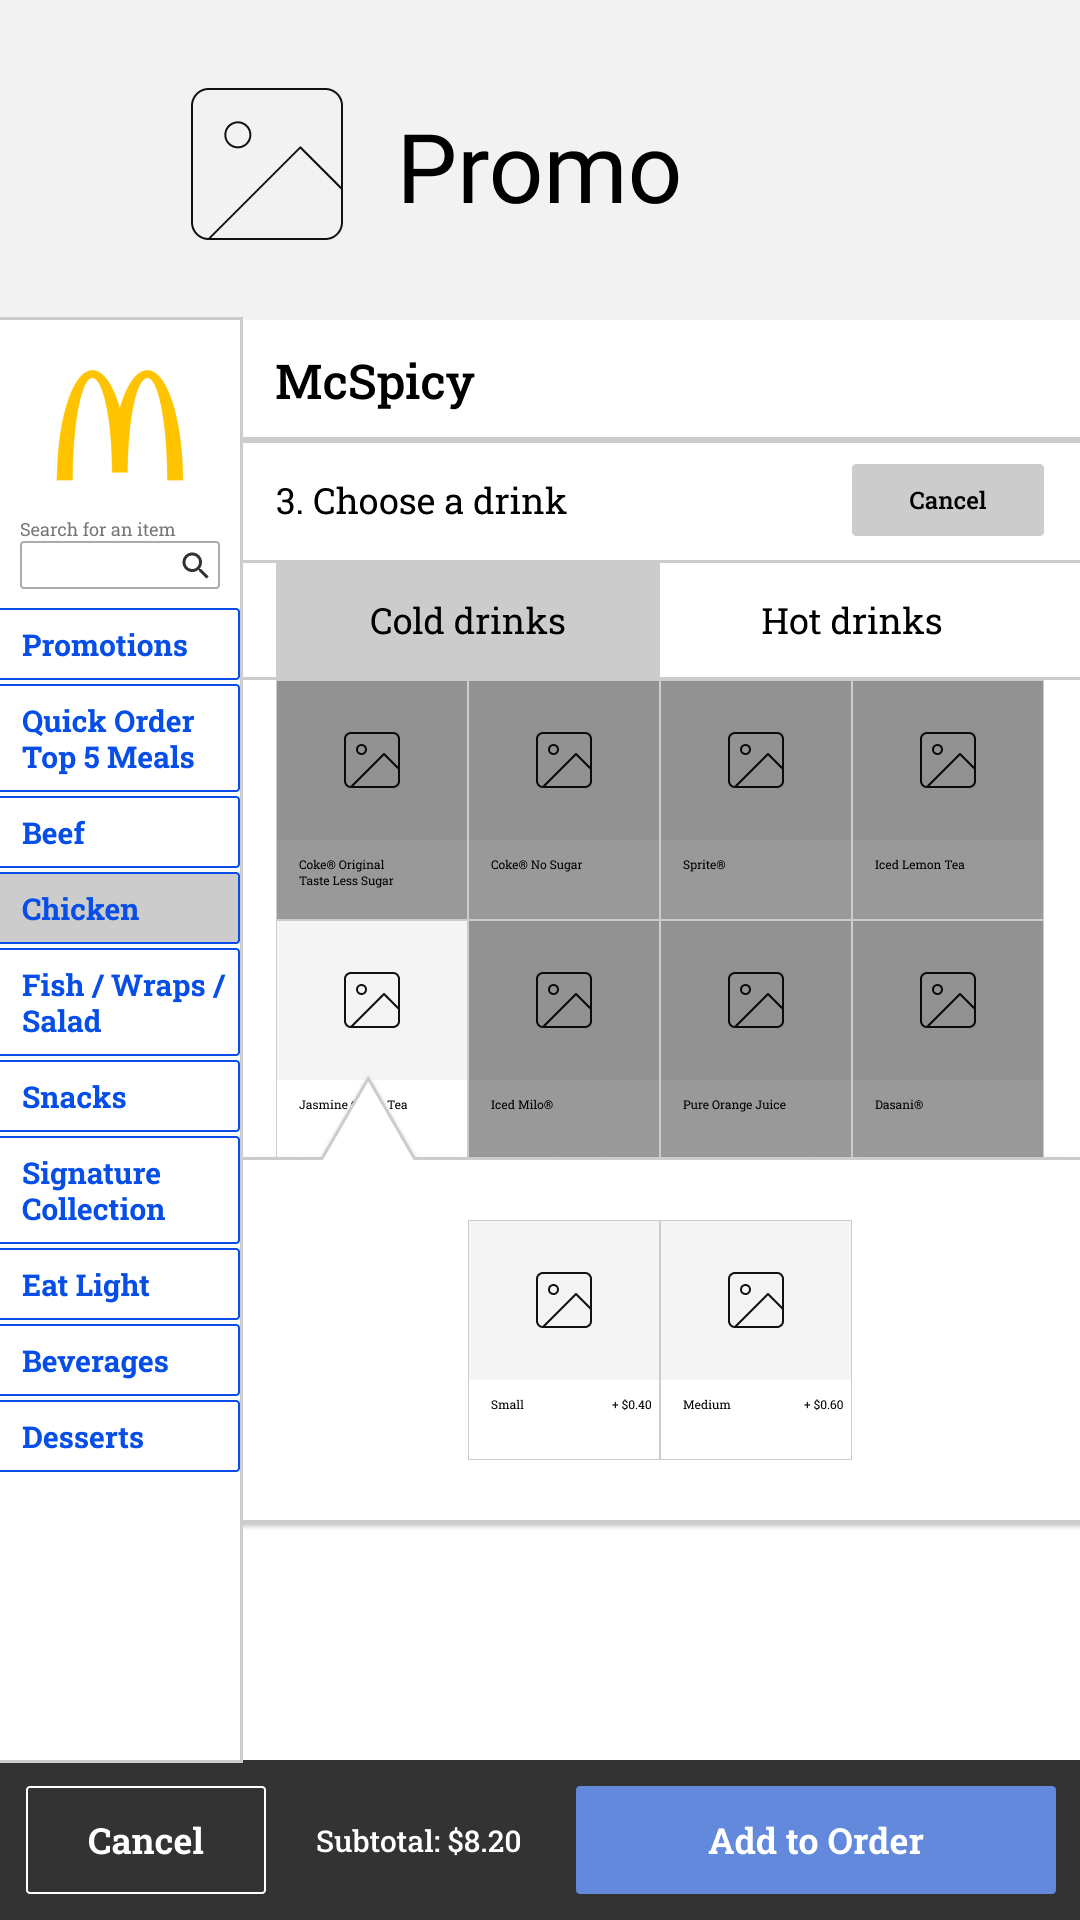 Promo
McSpicy
3. Choose a drink
Cancel
Search for an item
Promotions
Quick Order
Top 5 Meals
Beef
Chicken
Fish / Wraps /
Salad
Snacks
Signature
Collection
Eat Light
Beverages
Desserts
Cold drinks
Hot drinks
Coke® Original
Taste Less Sugar
Coke® No Sugar
Sprite®
Iced Lemon Tea
Jasmine Tea
Iced Milo®
Pure Orange Juice
Dasani®
Small + $0.40
Medium + $0.60
Cancel
Subtotal: $8.20
Add to Order